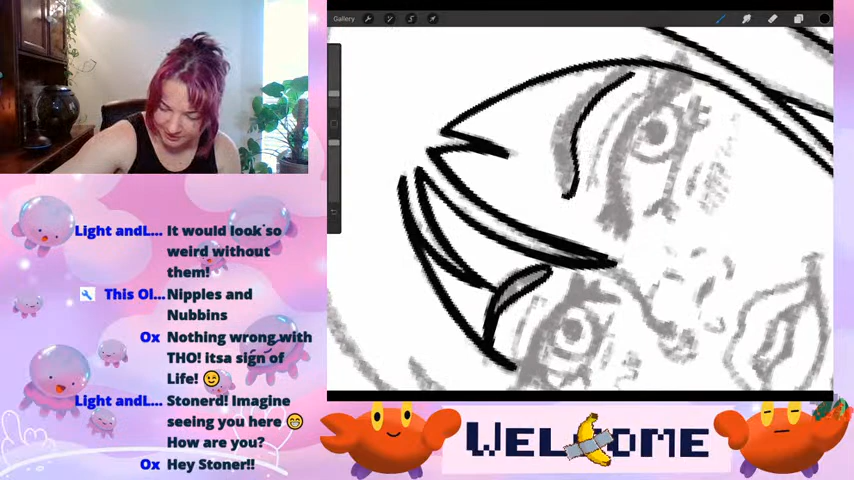 Gallery
Light andL... It would look so
weird without
them!
This Ol... Nipples and
Nubbins
Ox Nothing wrong with
THO! itsa sign of
Life! 😉
Light andL... Stonerd! Imagine
seeing you here 😁
How are you?
Ox Hey Stoner!!
WELCOME